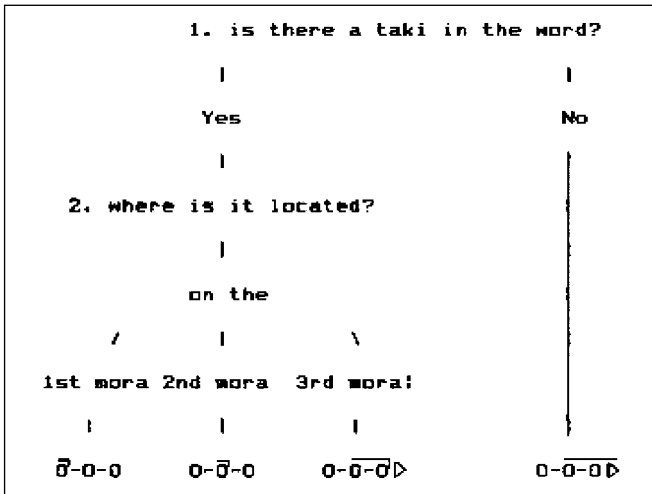 1. is there a taki in the word?
Yes No
2. where is it located?
on the
1st mora 2nd mora 3rd mora!
o̅-o-o o-o̅-o o-o̅-̅o̅▷ o-o̅-̅o̅▷̅